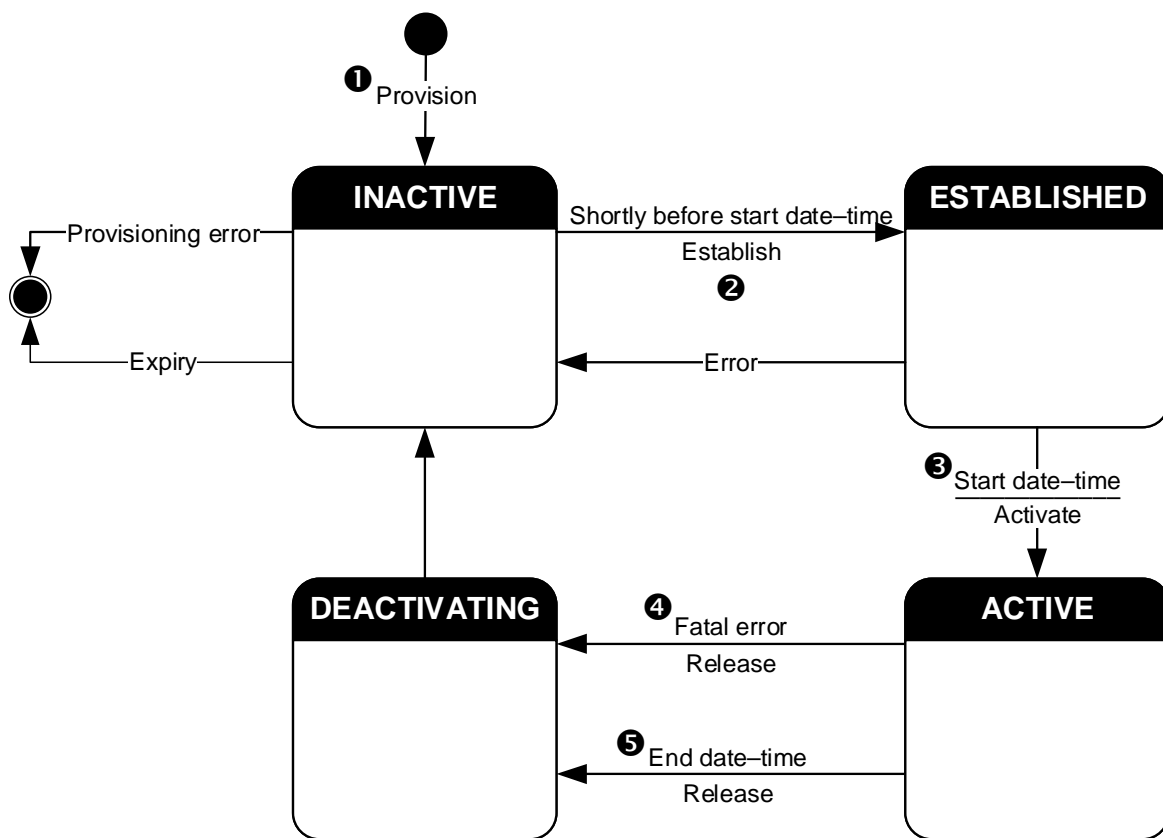 ❶ Provision
INACTIVE
ESTABLISHED
Provisioning error
Shortly before start date–time
Establish
❷
Expiry
Error
❸ Start date–time
Activate
DEACTIVATING
ACTIVE
❹ Fatal error
Release
❺ End date–time
Release